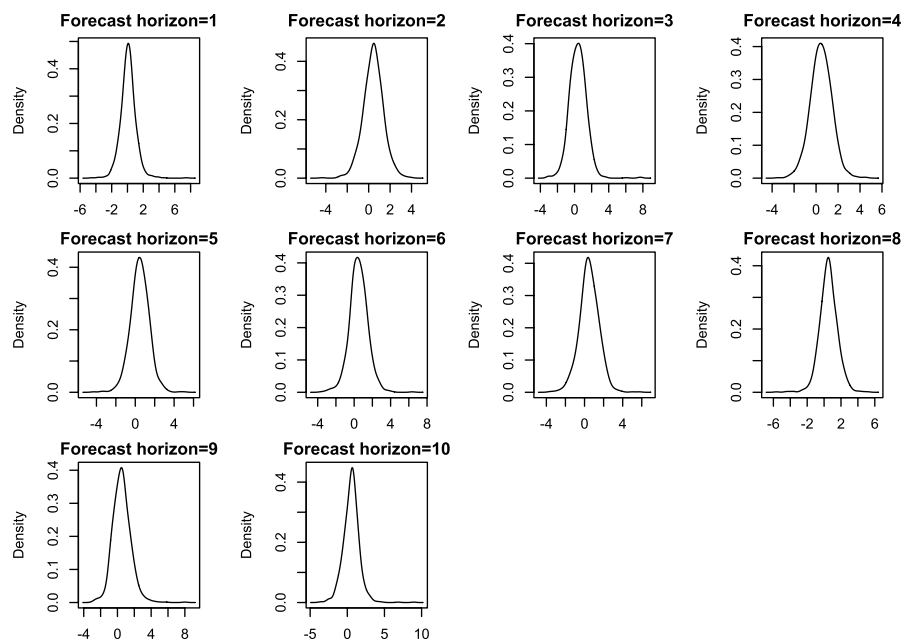 Forecast horizon=1 Forecast horizon=2 Forecast horizon=3 Forecast horizon=4
Density 0.0 0.2 0.4 Density 0.0 0.2 0.4 Density 0.0 0.1 0.2 0.3 0.4 Density 0.0 0.1 0.2 0.3 0.4
-6 -2 2 6 -4 0 2 4 -4 0 4 8 -4 0 2 4 6
Forecast horizon=5 Forecast horizon=6 Forecast horizon=7 Forecast horizon=8
Density 0.0 0.2 0.4 Density 0.0 0.1 0.2 0.3 0.4 Density 0.0 0.1 0.2 0.3 0.4 Density 0.0 0.2 0.4
-4 0 4 -4 0 4 8 -4 0 4 -6 -2 2 6
Forecast horizon=9 Forecast horizon=10
Density 0.0 0.1 0.2 0.3 0.4 Density 0.0 0.2 0.4
-4 0 4 8 -5 0 5 10